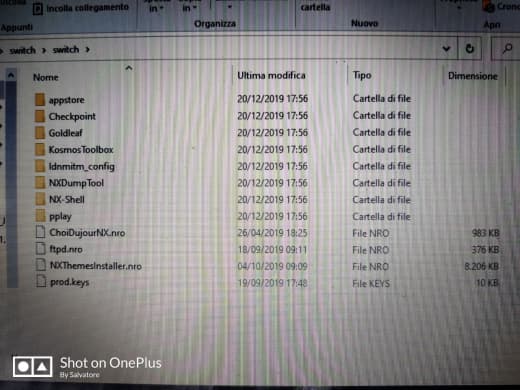 Incolla collegamento
in
in
cartella
Appunti
Organizza
Nuovo
Apri
switch > switch >
Nome Ultima modifica Tipo Dimensione
appstore 20/12/2019 17:56 Cartella di file
Checkpoint 20/12/2019 17:56 Cartella di file
Goldleaf 20/12/2019 17:56 Cartella di file
KosmosToolbox 20/12/2019 17:56 Cartella di file
ldnmitm_config 20/12/2019 17:56 Cartella di file
NXDumpTool 20/12/2019 17:56 Cartella di file
NX-Shell 20/12/2019 17:56 Cartella di file
pplay 20/12/2019 17:56 Cartella di file
ChoiDujourNX.nro 26/04/2019 18:25 File NRO 983 KB
ftpd.nro 18/09/2019 09:11 File NRO 376 KB
NXThemesInstaller.nro 04/10/2019 09:09 File NRO 8.206 KB
prod.keys 19/09/2019 17:48 File KEYS 10 KB
Shot on OnePlus
By Salvatore